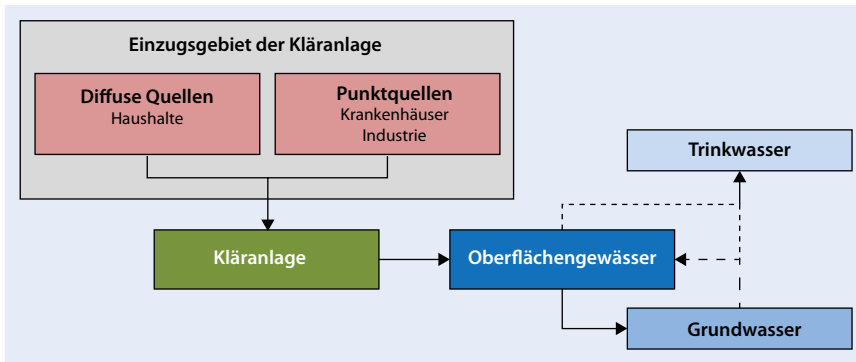 Einzugsgebiet der Kläranlage
Diffuse Quellen
Haushalte
Punktquellen
Krankenhäuser
Industrie
Trinkwasser
Kläranlage
Oberflächengewässer
Grundwasser